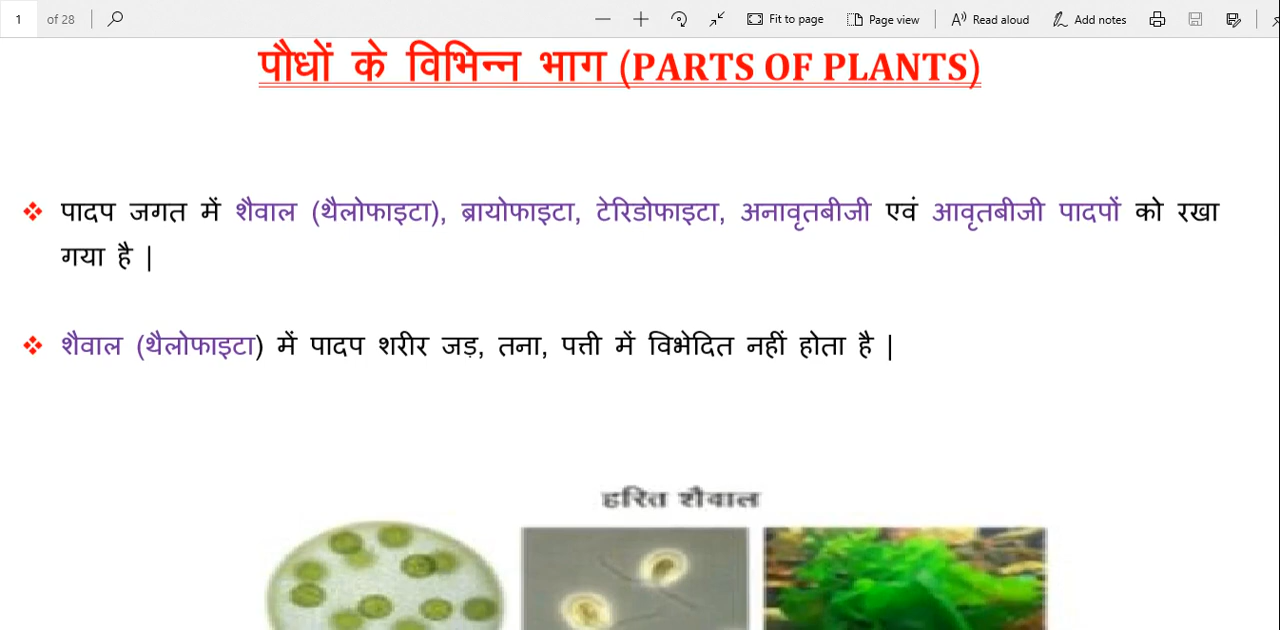 1 of 28 Fit to page Page view Read aloud Add notes
पौधों के विभिन्न भाग (PARTS OF PLANTS)
❖ पादप जगत में शैवाल (थैलोफाइटा), ब्रायोफाइटा, टेरिडोफाइटा, अनावृतबीजी एवं आवृतबीजी पादपों को रखा
गया है |
❖ शैवाल (थैलोफाइटा) में पादप शरीर जड़, तना, पत्ती में विभेदित नहीं होता है |
हरित शैवाल